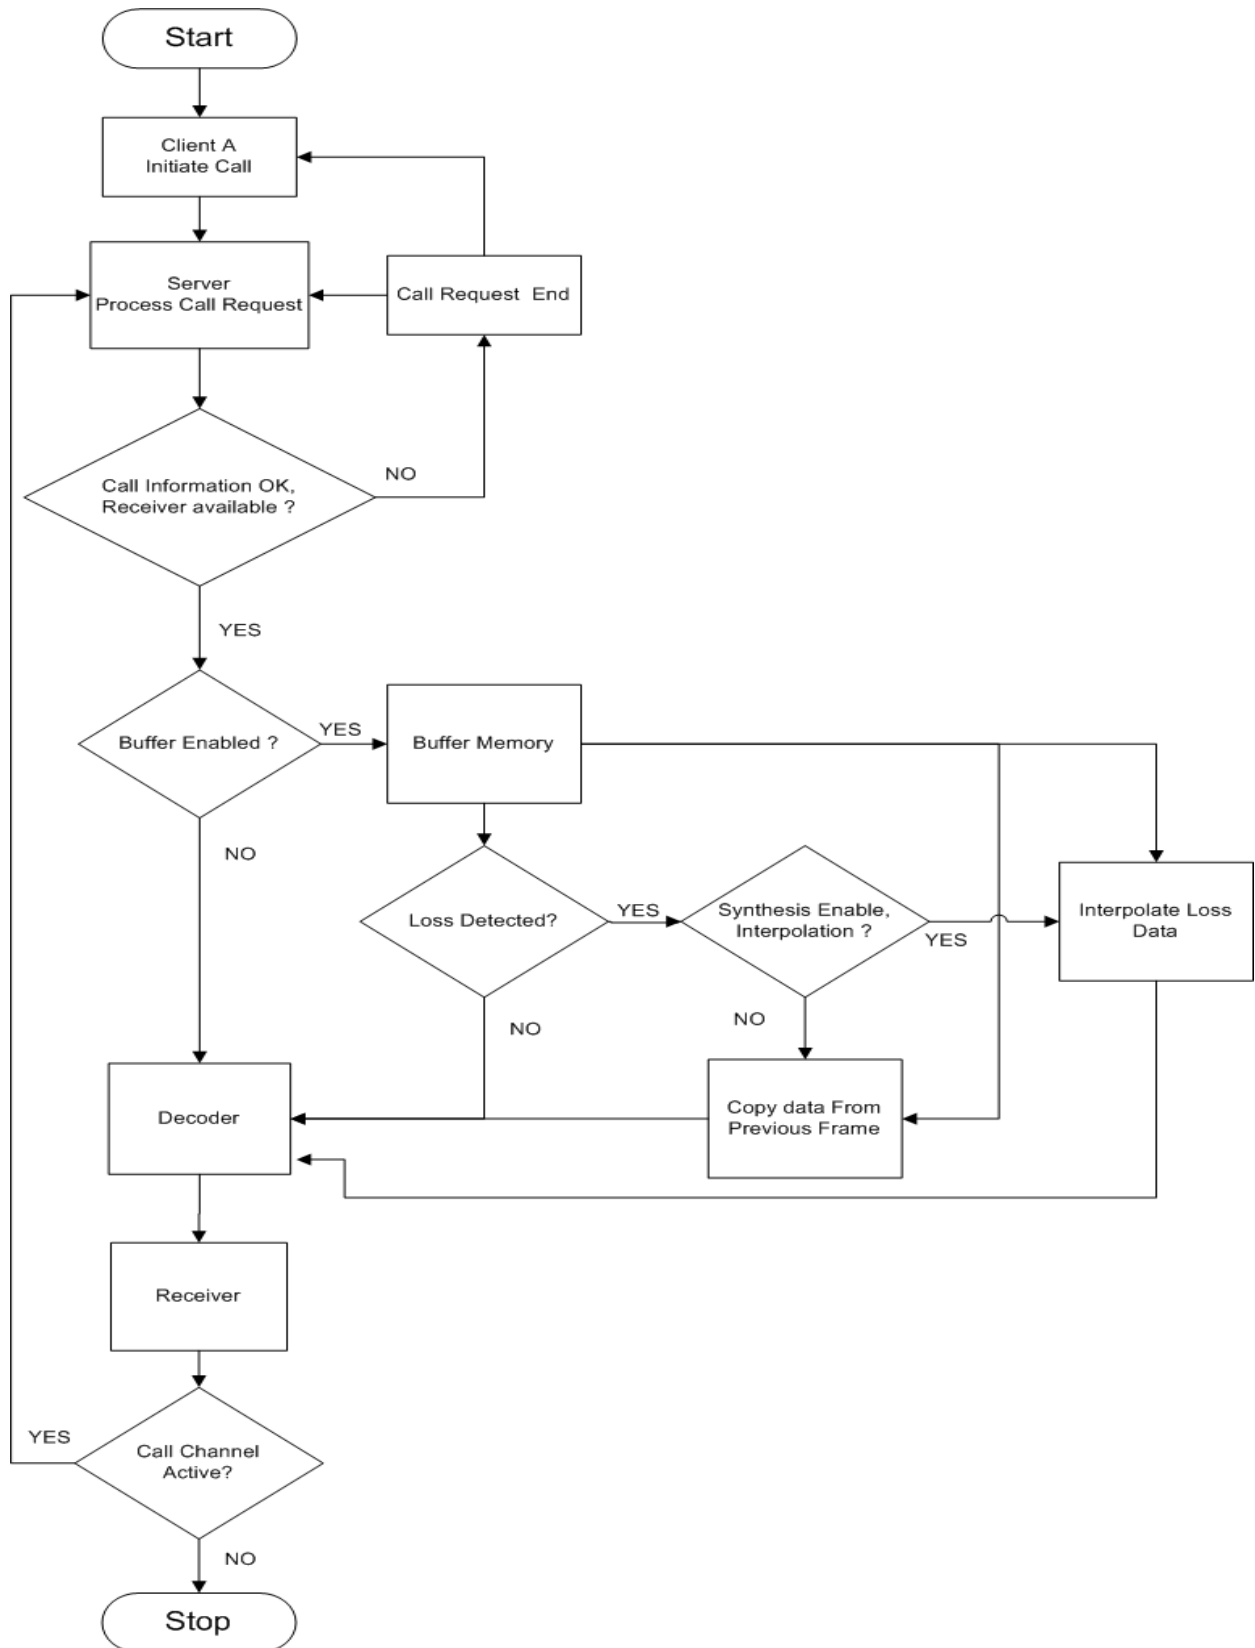 Start
Client A
Initiate Call
Server
Process Call Request
Call Request End
Call Information OK,
Receiver available ?
NO
YES
Buffer Enabled ?
YES
Buffer Memory
NO
Loss Detected?
YES
Synthesis Enable,
Interpolation ?
YES
Interpolate Loss
Data
NO
NO
Decoder
Copy data From
Previous Frame
Receiver
YES
Call Channel
Active?
NO
Stop